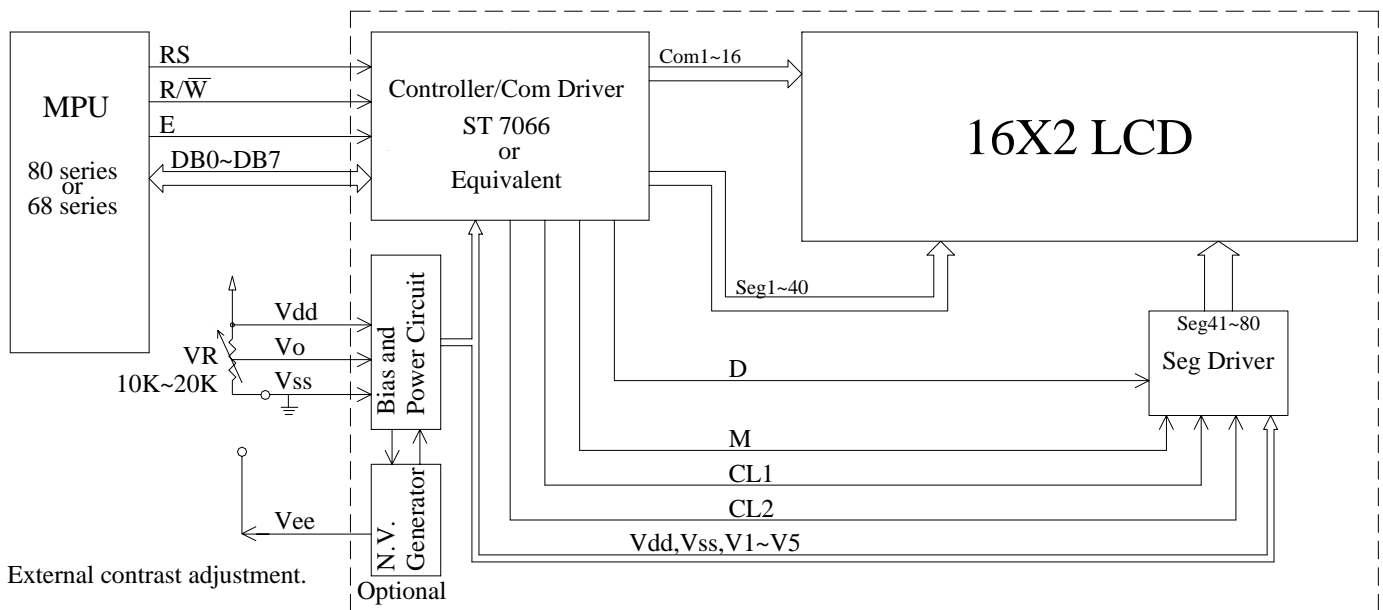 MPU
80 series
or
68 series
RS
R/W̅
E
DB0~DB7
Controller/Com Driver
ST 7066
or
Equivalent
Com1~16
16X2 LCD
Seg1~40
Seg41~80
Seg Driver
Vdd
Vo
Vss
VR
10K~20K
Bias and
Power Circuit
D
M
CL1
CL2
Vdd,Vss,V1~V5
N.V.
Generator
Vee
Optional
External contrast adjustment.